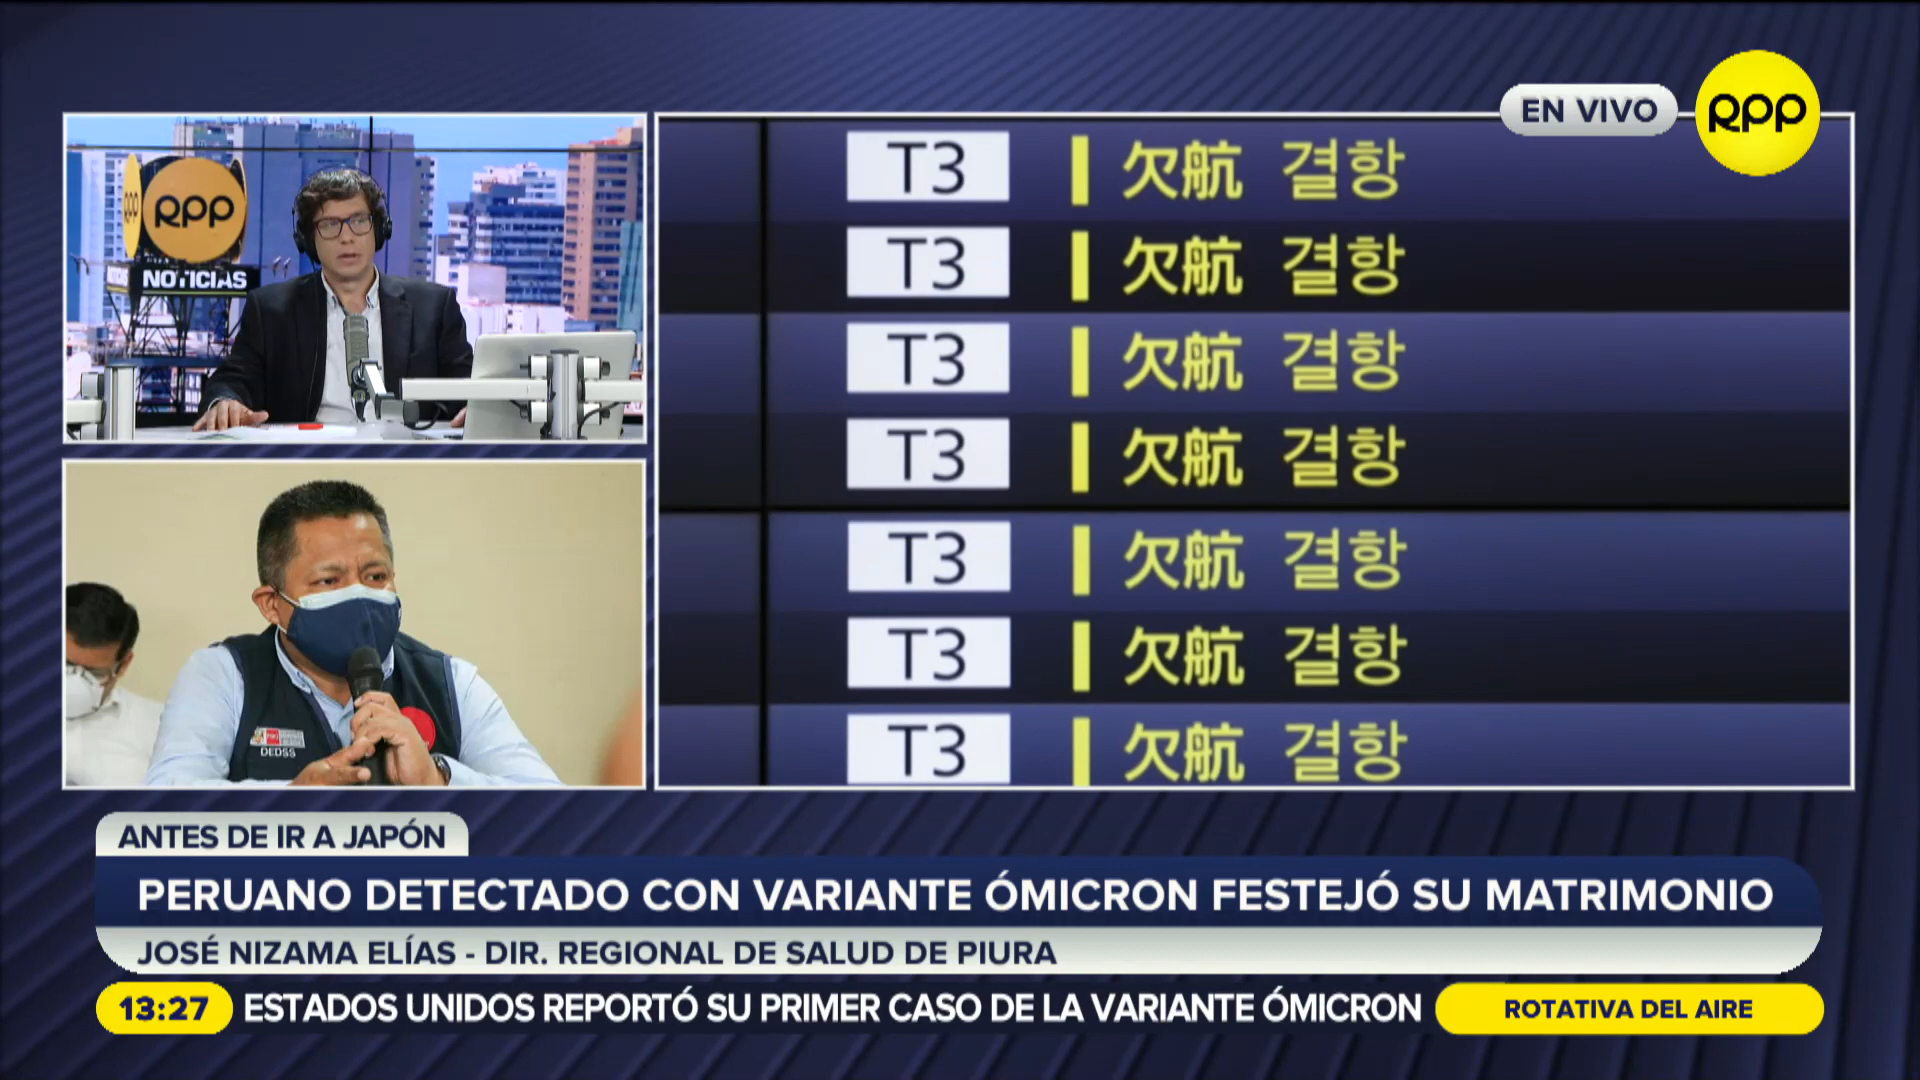 EN VIVO
rpp
rpp
rpp
NOTICIAS
NOTICIAS
T3 欠航 결항
T3 欠航 결항
T3 欠航 결항
T3 欠航 결항
T3 欠航 결항
T3 欠航 결항
T3 欠航 결항
DEDSS
ANTES DE IR A JAPÓN
PERUANO DETECTADO CON VARIANTE ÓMICRON FESTEJÓ SU MATRIMONIO
JOSÉ NIZAMA ELÍAS - DIR. REGIONAL DE SALUD DE PIURA
13:27 ESTADOS UNIDOS REPORTÓ SU PRIMER CASO DE LA VARIANTE ÓMICRON ROTATIVA DEL AIRE